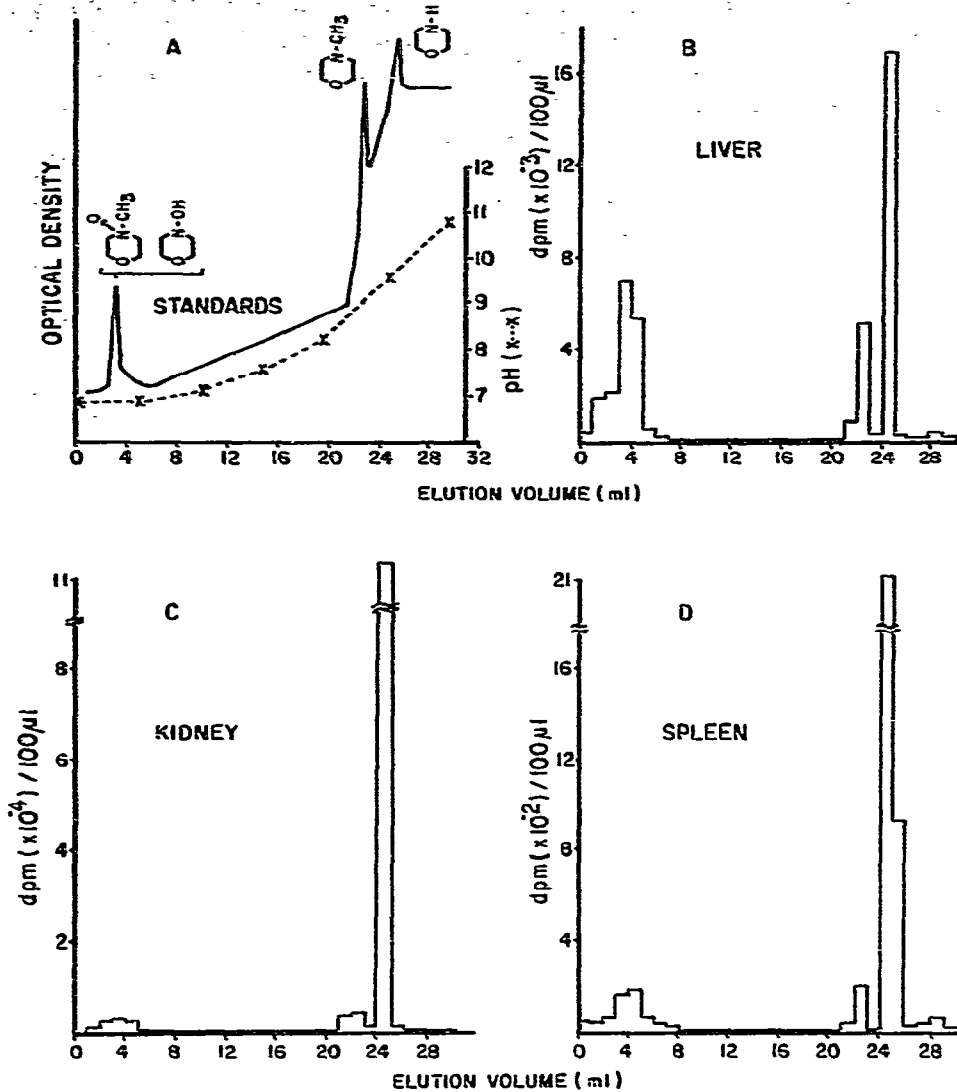 A
O
N-CH3
O
N-OH
O
N-CH3
O
N-H
O
STANDARDS
OPTICAL DENSITY
12
11
10
9
8
7
pH (x--x)
0 4 8 12 16 20 24 28 32
B
LIVER
dpm (x10-3)/100µl
16
12
8
4
0 4 8 12 16 20 24 28
ELUTION VOLUME (ml)
C
KIDNEY
dpm (x10-4)/100µl
11
8
6
4
2
0 4 8 12 16 20 24 28
D
SPLEEN
dpm (x10-2)/100µl
21
16
12
8
4
0 4 8 12 16 20 24 28
ELUTION VOLUME (ml)